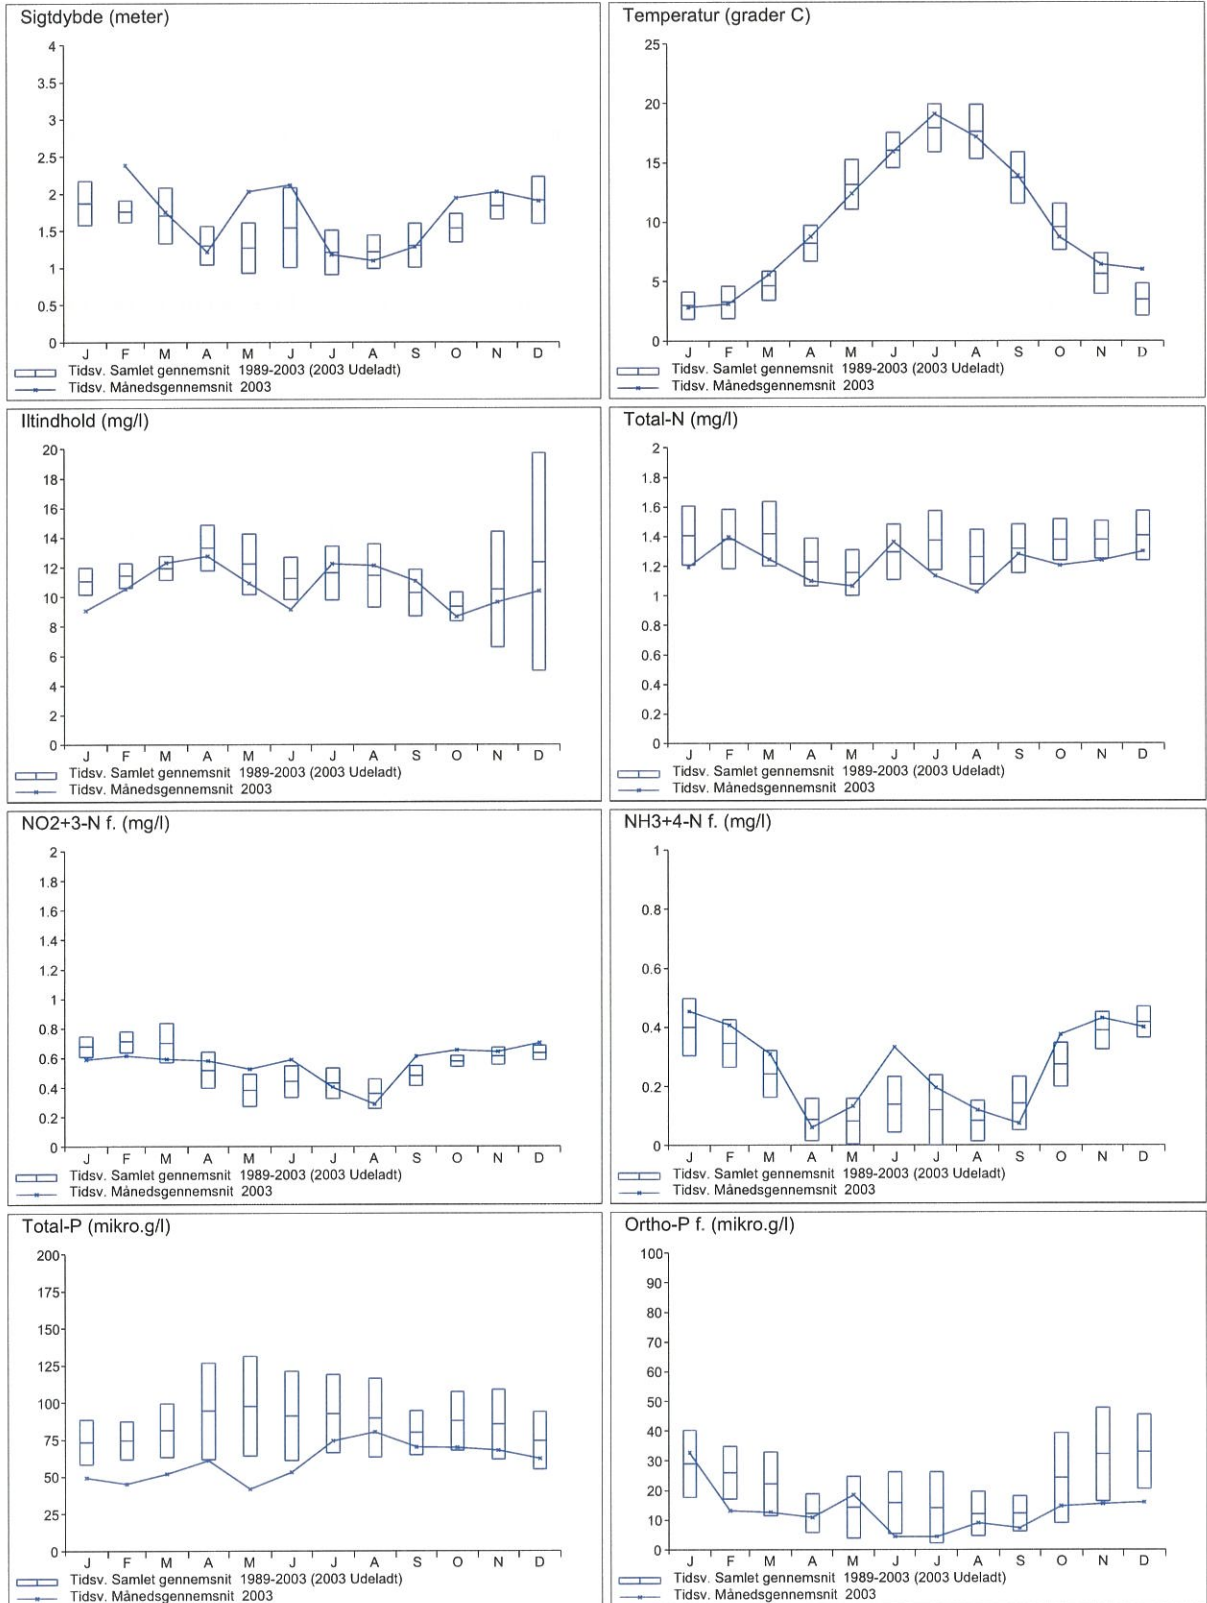 Sigtdybde (meter)
4
3.5
3
2.5
2
1.5
1
0.5
0
J F M A M J J A S O N D
Tidsv. Samlet gennemsnit 1989-2003 (2003 Udeladt)
Tidsv. Månedsgennemsnit 2003
Temperatur (grader C)
25
20
15
10
5
0
J F M A M J J A S O N D
Tidsv. Samlet gennemsnit 1989-2003 (2003 Udeladt)
Tidsv. Månedsgennemsnit 2003
Iltindhold (mg/l)
20
18
16
14
12
10
8
6
4
2
0
J F M A M J J A S O N D
Tidsv. Samlet gennemsnit 1989-2003 (2003 Udeladt)
Tidsv. Månedsgennemsnit 2003
Total-N (mg/l)
2
1.8
1.6
1.4
1.2
1
0.8
0.6
0.4
0.2
0
J F M A M J J A S O N D
Tidsv. Samlet gennemsnit 1989-2003 (2003 Udeladt)
Tidsv. Månedsgennemsnit 2003
NO2+3-N f. (mg/l)
2
1.8
1.6
1.4
1.2
1
0.8
0.6
0.4
0.2
0
J F M A M J J A S O N D
Tidsv. Samlet gennemsnit 1989-2003 (2003 Udeladt)
Tidsv. Månedsgennemsnit 2003
NH3+4-N f. (mg/l)
1
0.8
0.6
0.4
0.2
0
J F M A M J J A S O N D
Tidsv. Samlet gennemsnit 1989-2003 (2003 Udeladt)
Tidsv. Månedsgennemsnit 2003
Total-P (mikro.g/l)
200
175
150
125
100
75
50
25
0
J F M A M J J A S O N D
Tidsv. Samlet gennemsnit 1989-2003 (2003 Udeladt)
Tidsv. Månedsgennemsnit 2003
Ortho-P f. (mikro.g/l)
100
90
80
70
60
50
40
30
20
10
0
J F M A M J J A S O N D
Tidsv. Samlet gennemsnit 1989-2003 (2003 Udeladt)
Tidsv. Månedsgennemsnit 2003